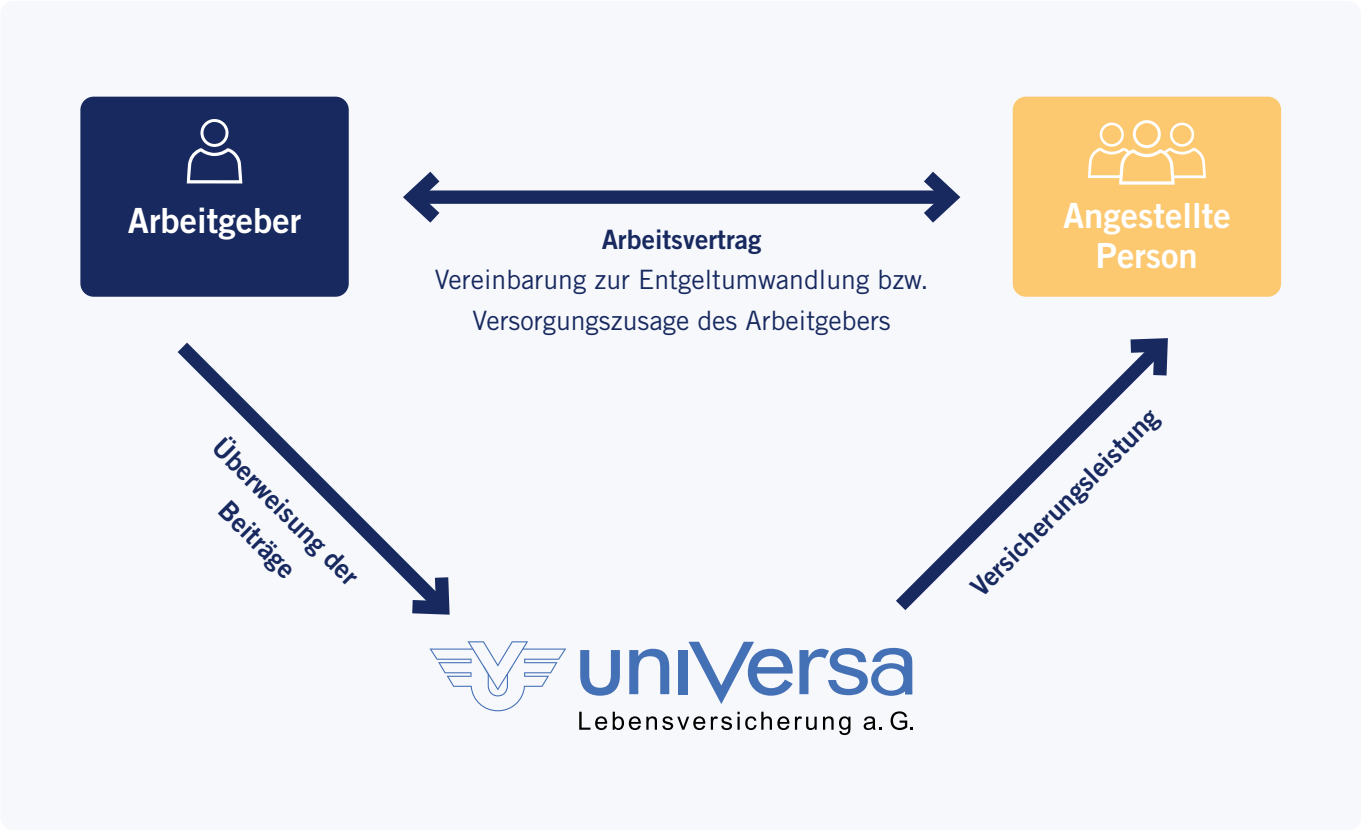 Arbeitgeber
Angestellte
Person
Arbeitsvertrag
Vereinbarung zur Entgeltumwandlung bzw.
Versorgungszusage des Arbeitgebers
Überweisung der
Beiträge
Versicherungsleistung
uniVersa
Lebensversicherung a. G.